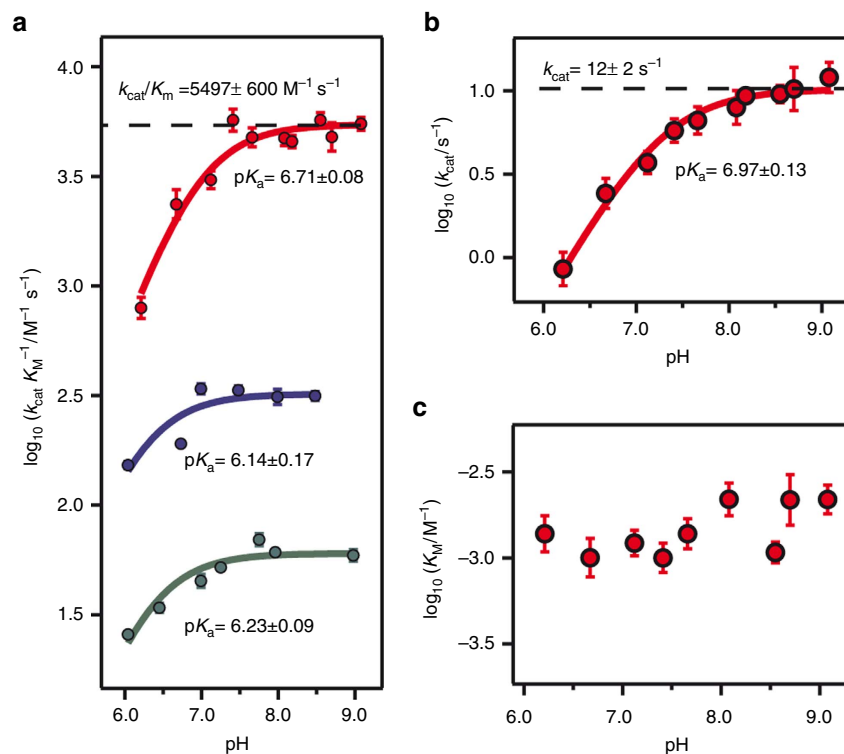 a
4.0
3.5
3.0
2.5
2.0
1.5
log₁₀ (k_cat K_M⁻¹/M⁻¹ s⁻¹)
k_cat/K_m =5497± 600 M⁻¹ s⁻¹
pK_a= 6.71±0.08
pK_a= 6.14±0.17
pK_a= 6.23±0.09
6.0 7.0 8.0 9.0
pH
b
1.0
0.5
0.0
log₁₀ (k_cat/s⁻¹)
k_cat= 12± 2 s⁻¹
pK_a= 6.97±0.13
6.0 7.0 8.0 9.0
pH
c
−2.5
−3.0
−3.5
log₁₀ (K_M/M⁻¹)
6.0 7.0 8.0 9.0
pH